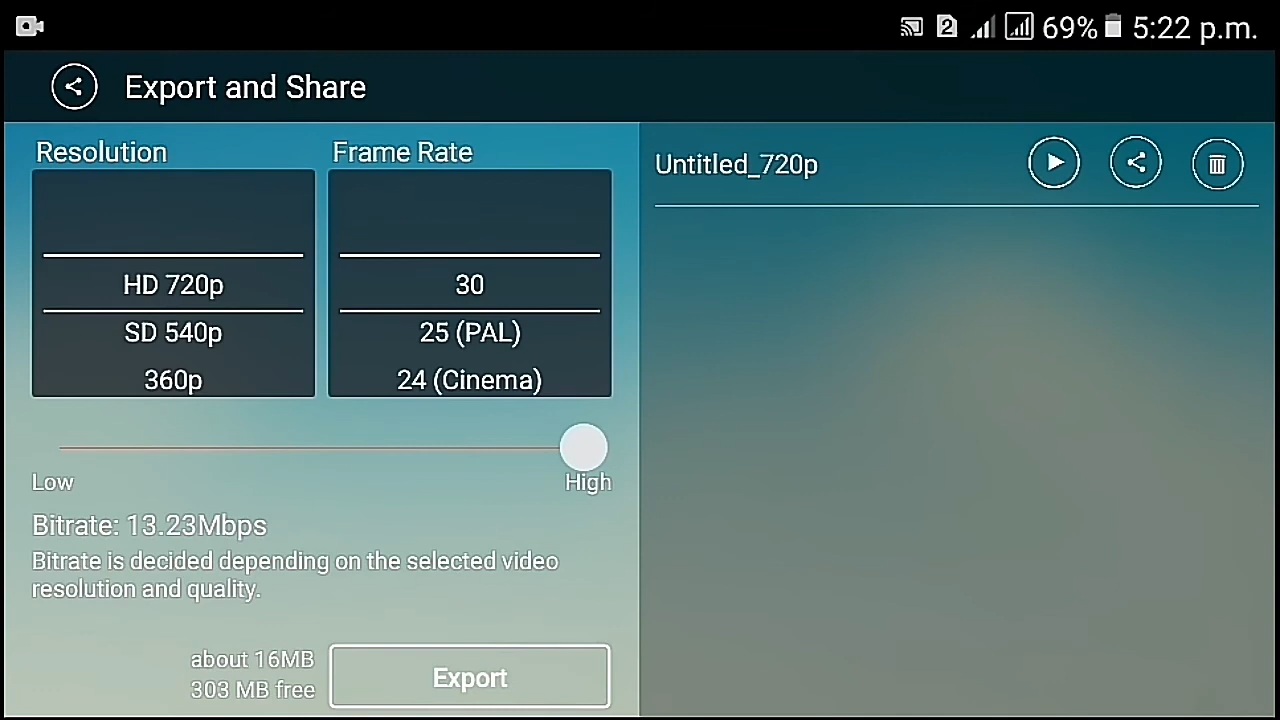 2 69% 5:22 p.m.
Export and Share
Resolution
Frame Rate
HD 720p
SD 540p
360p
30
25 (PAL)
24 (Cinema)
Low
High
Bitrate: 13.23Mbps
Bitrate is decided depending on the selected video
resolution and quality.
about 16MB
303 MB free
Export
Untitled_720p